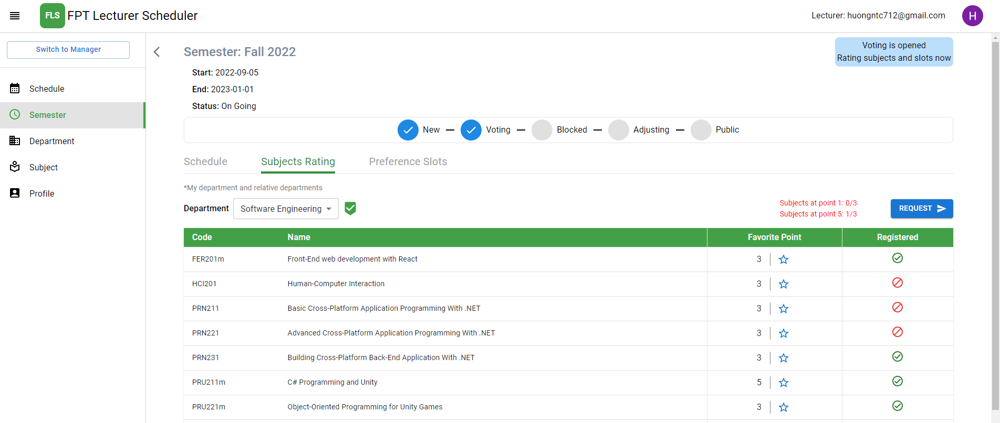 FLS FPT Lecturer Scheduler
Lecturer: huongntc712@gmail.com H
Switch to Manager
Schedule
Semester
Department
Subject
Profile
Semester: Fall 2022
Voting is opened
Rating subjects and slots now
Start: 2022-09-05
End: 2023-01-01
Status: On Going
New Voting Blocked Adjusting Public
Schedule Subjects Rating Preference Slots
*My department and relative departments
Department Software Engineering
Subjects at point 1: 0/3
Subjects at point 5: 1/3
REQUEST
Code Name Favorite Point Registered
FER201m Front-End web development with React 3
HCI201 Human-Computer Interaction 3
PRN211 Basic Cross-Platform Application Programming With .NET 3
PRN221 Advanced Cross-Platform Application Programming With .NET 3
PRN231 Building Cross-Platform Back-End Application With .NET 3
PRU211m C# Programming and Unity 5
PRU221m Object-Oriented Programming for Unity Games 3